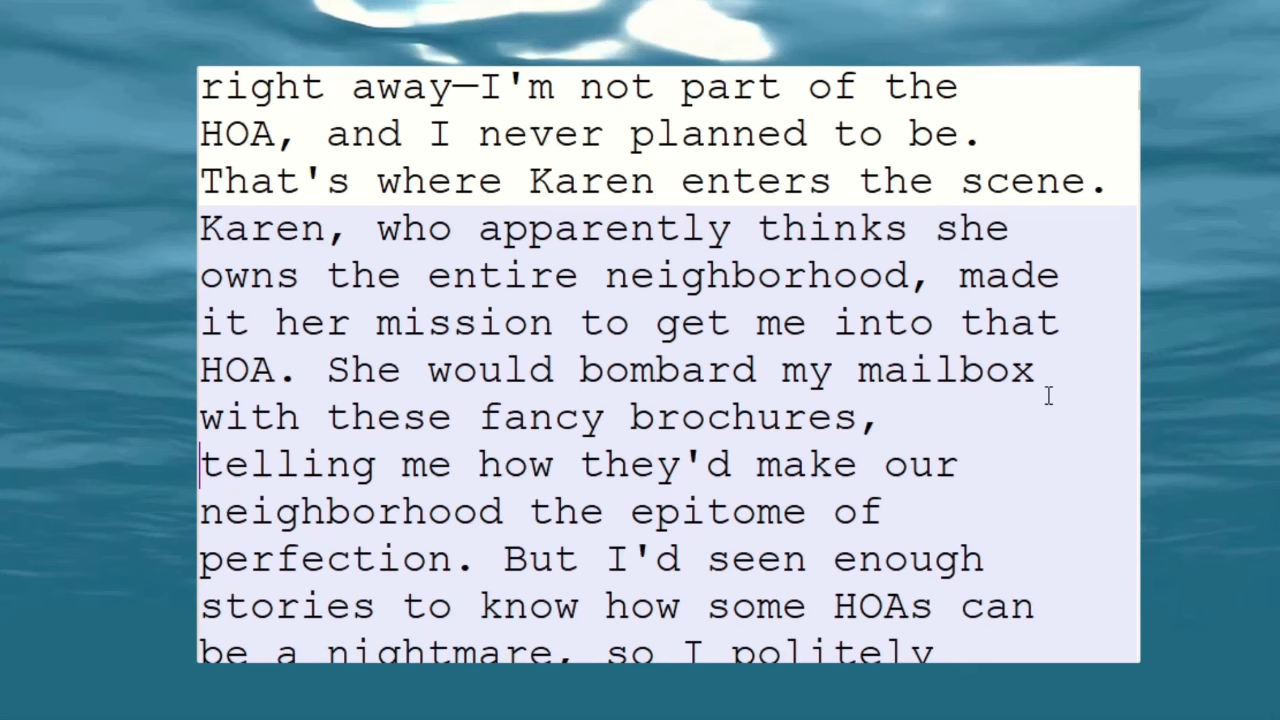 right away—I'm not part of the
HOA, and I never planned to be.
That's where Karen enters the scene.
Karen, who apparently thinks she
owns the entire neighborhood, made
it her mission to get me into that
HOA. She would bombard my mailbox
with these fancy brochures,
telling me how they'd make our
neighborhood the epitome of
perfection. But I'd seen enough
stories to know how some HOAs can
be a nightmare, so I politely